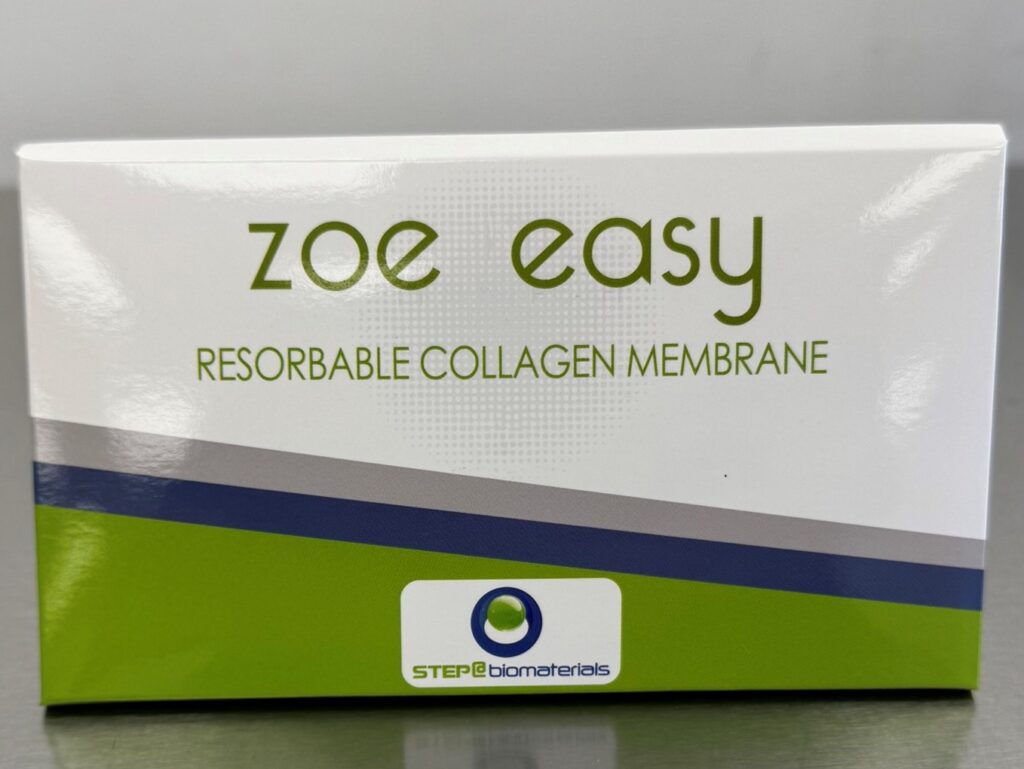 zoe easy
RESORBABLE COLLAGEN MEMBRANE
STEP@biomaterials